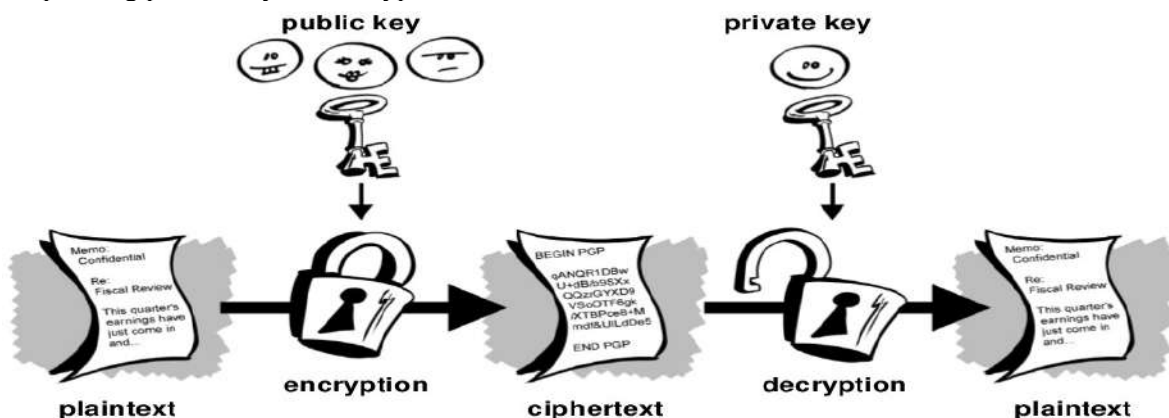 public key
private key
Memo:
Confidential
Re:
Fiscal Review
This quarter's
earnings have
just come in
and...
BEGIN PGP
END PGP
Memo:
Confidential
Re:
Fiscal Review
This quarter's
earnings have
just come in
and...
encryption
decryption
plaintext
ciphertext
plaintext